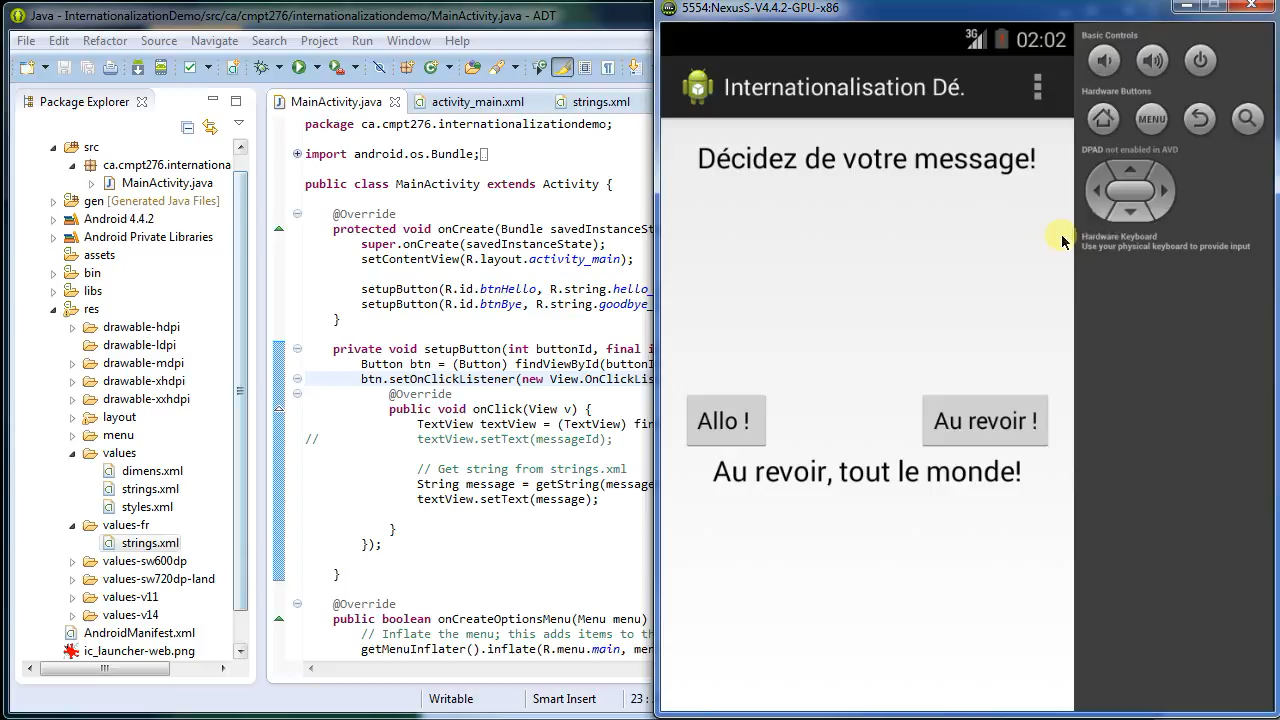 Java - InternationalizationDemo/src/ca/cmpt276/internationalizationdemo/MainActivity.java - ADT
File Edit Refactor Source Navigate Search Project Run Window Help
Package Explorer
src
ca.cmpt276.internationa
MainActivity.java
gen [Generated Java Files]
Android 4.4.2
Android Private Libraries
assets
bin
libs
res
drawable-hdpi
drawable-ldpi
drawable-mdpi
drawable-xhdpi
drawable-xxhdpi
layout
menu
values
dimens.xml
strings.xml
styles.xml
values-fr
strings.xml
values-sw600dp
values-sw720dp-land
values-v11
values-v14
AndroidManifest.xml
ic_launcher-web.png
MainActivity.java activity_main.xml strings.xml
package ca.cmpt276.internationalizationdemo;
import android.os.Bundle;
public class MainActivity extends Activity {
@Override
protected void onCreate(Bundle savedInstanceSt
super.onCreate(savedInstanceState);
setContentView(R.layout.activity_main);
setupButton(R.id.btnHello, R.string.hello_
setupButton(R.id.btnBye, R.string.goodbye_
}
private void setupButton(int buttonId, final i
Button btn = (Button) findViewById(buttonI
btn.setOnClickListener(new View.OnClickLis
@Override
public void onClick(View v) {
TextView textView = (TextView) fin
// textView.setText(messageId);
// Get string from strings.xml
String message = getString(message
textView.setText(message);
}
});
}
@Override
public boolean onCreateOptionsMenu(Menu menu)
// Inflate the menu; this adds items to th
getMenuInflater().inflate(R.menu.main, men
Writable Smart Insert 23 :
5554:NexusS-V4.4.2-GPU-x86
3G 02:02
Internationalisation Dé.
Décidez de votre message!
Allo ! Au revoir !
Au revoir, tout le monde!
Basic Controls
Hardware Buttons
MENU
DPAD not enabled in AVD
Hardware Keyboard
Use your physical keyboard to provide input